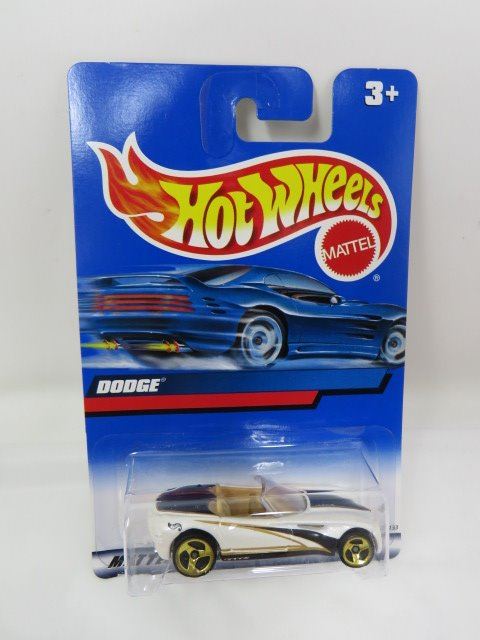 3+
HOT WHEELS
MATTEL
®
DODGE®